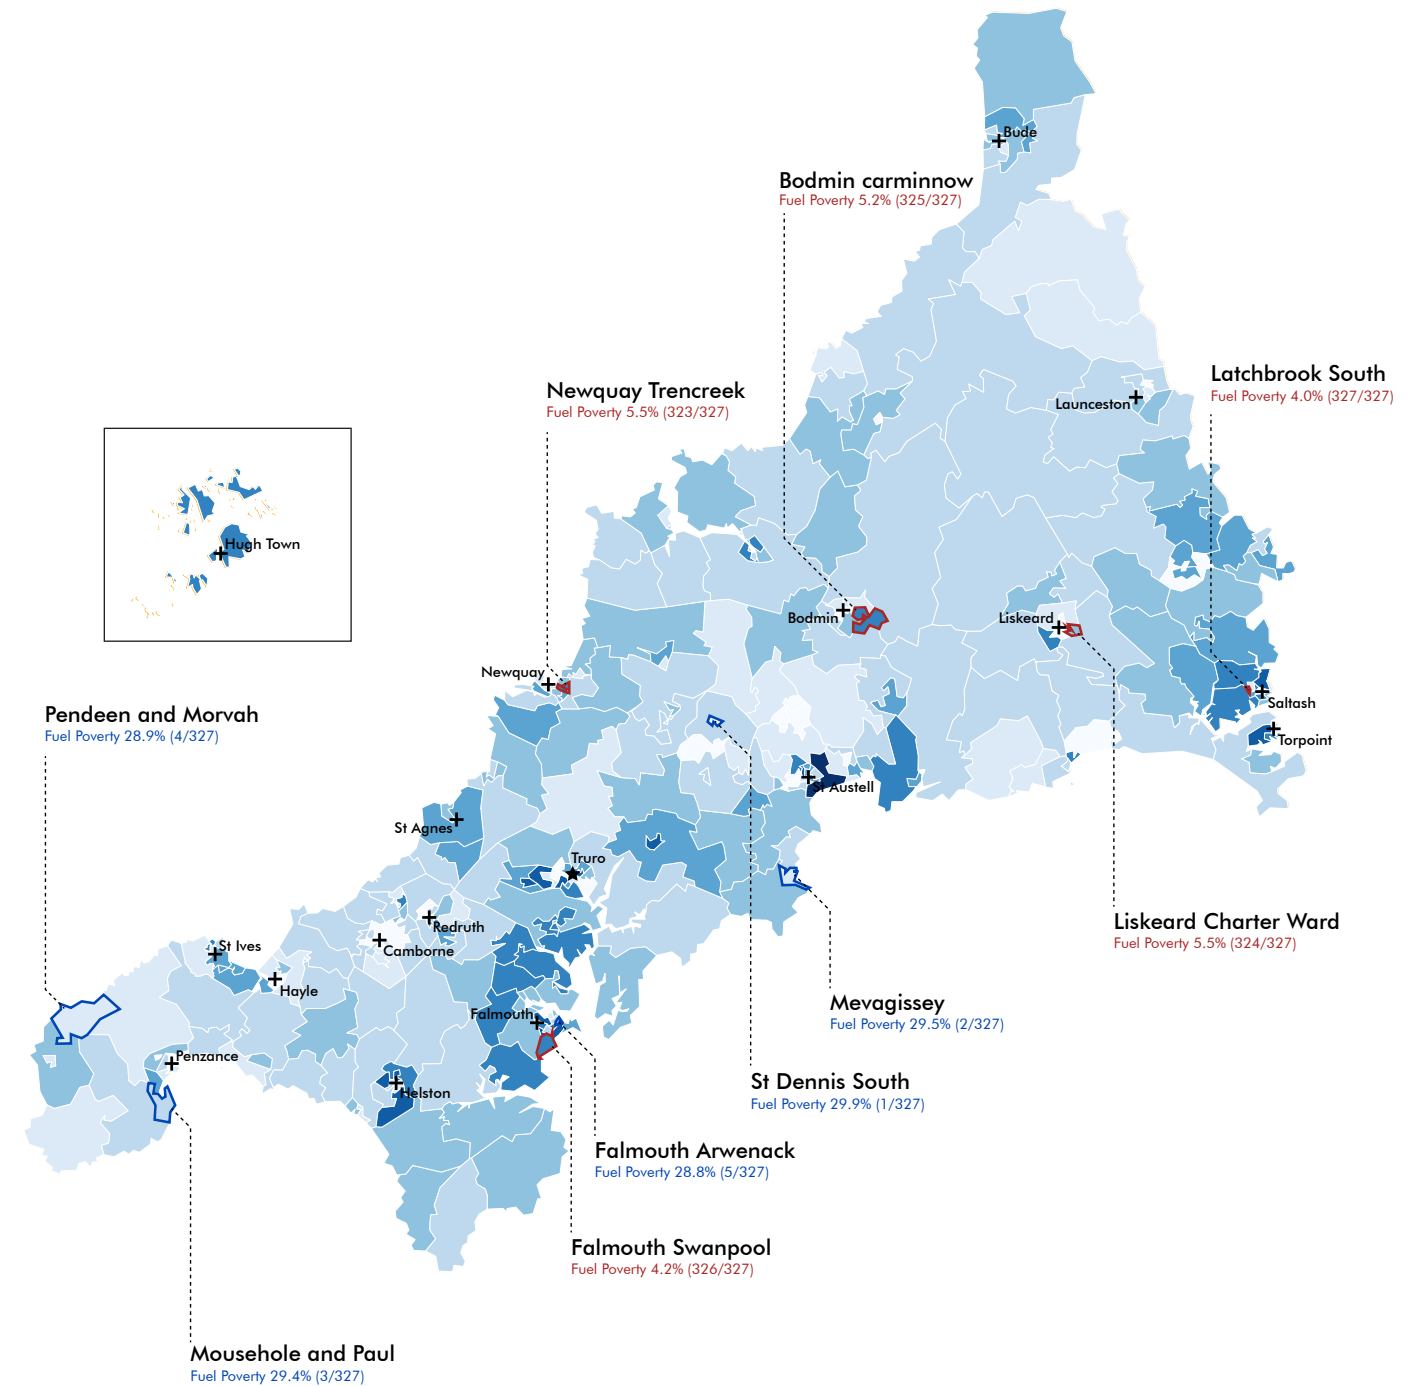 Bude
Bodmin carminnow
Fuel Poverty 5.2% (325/327)
Latchbrook South
Fuel Poverty 4.0% (327/327)
Newquay Trencreek
Fuel Poverty 5.5% (323/327)
Launceston
Hugh Town
Bodmin
Liskeard
Newquay
Saltash
Pendeen and Morvah
Fuel Poverty 28.9% (4/327)
Torpoint
St Austell
St Agnes
Truro
Redruth
Liskeard Charter Ward
Fuel Poverty 5.5% (324/327)
St Ives
Camborne
Hayle
Mevagissey
Fuel Poverty 29.5% (2/327)
Falmouth
Penzance
St Dennis South
Fuel Poverty 29.9% (1/327)
Helston
Falmouth Arwenack
Fuel Poverty 28.8% (5/327)
Falmouth Swanpool
Fuel Poverty 4.2% (326/327)
Mousehole and Paul
Fuel Poverty 29.4% (3/327)